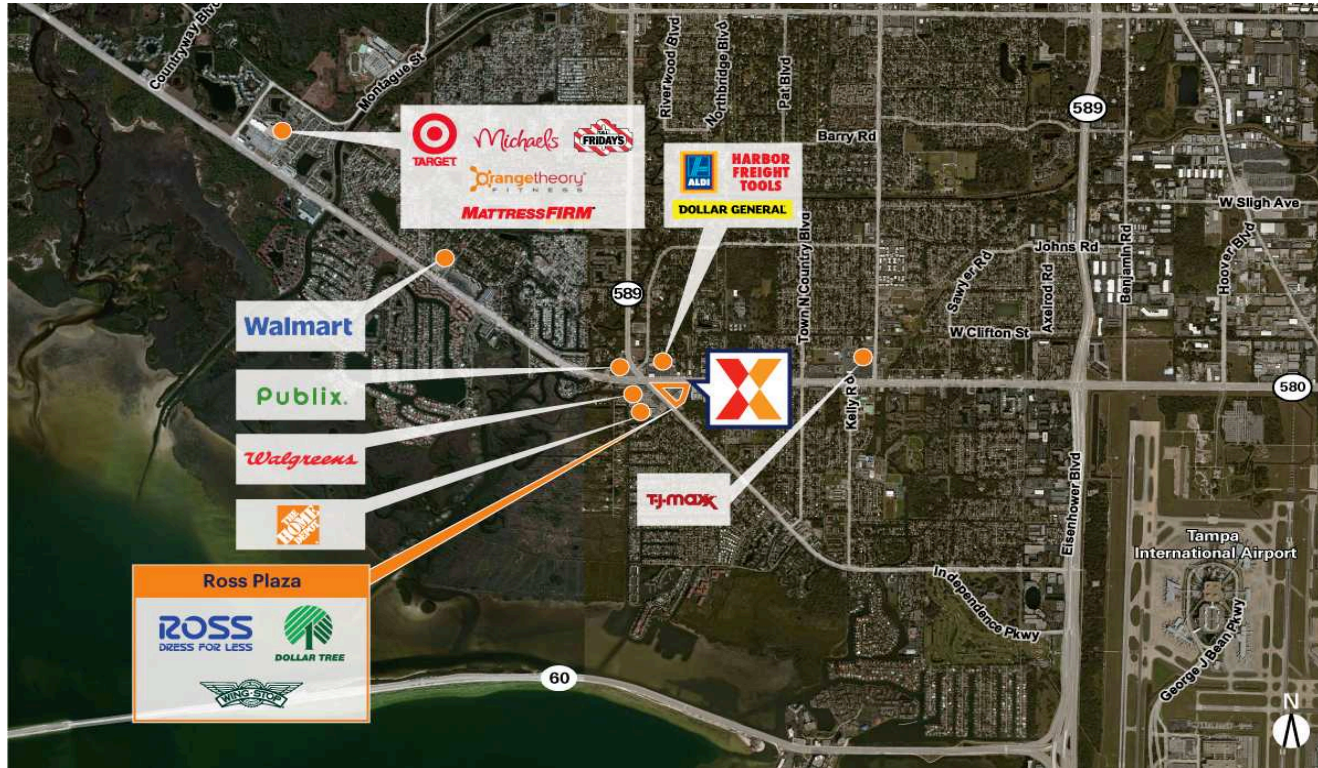 Countryway Blvd
Montague St
Riverwood Blvd
Northbridge Blvd
Pat Blvd
589
Barry Rd
TARGET
Michaels
FRIDAYS
orangetheory
FITNESS
MATTRESSFIRM
ALDI
HARBOR
FREIGHT
TOOLS
DOLLAR GENERAL
W Sligh Ave
Johns Rd
Hoover Blvd
Benjamin Rd
Town N Country Blvd
Sawyer Rd
Axelrod Rd
589
W Clifton St
Walmart
Publix.
Walgreens
THE
HOME
DEPOT
580
Kelly Rd
T·J·maxx
Eisenhower Blvd
Tampa
International Airport
Independence Pkwy
George J Bean Pkwy
Ross Plaza
ROSS
DRESS FOR LESS
DOLLAR TREE
WING·STOP
60
N